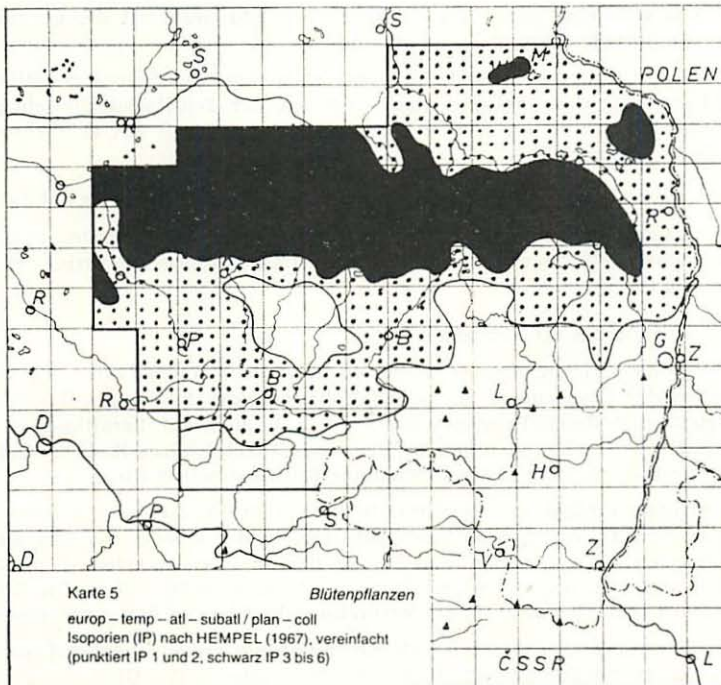 S
S
M
POLEN
R
O
R
K
R
P
B
G
Z
B
R
L
D
H
P
S
Z
D
Karte 5
Blütenpflanzen
europ – temp – atl – subatl / plan – coll
Isoporien (IP) nach HEMPEL (1967), vereinfacht
(punktiert IP 1 und 2, schwarz IP 3 bis 6)
ČSSR
L